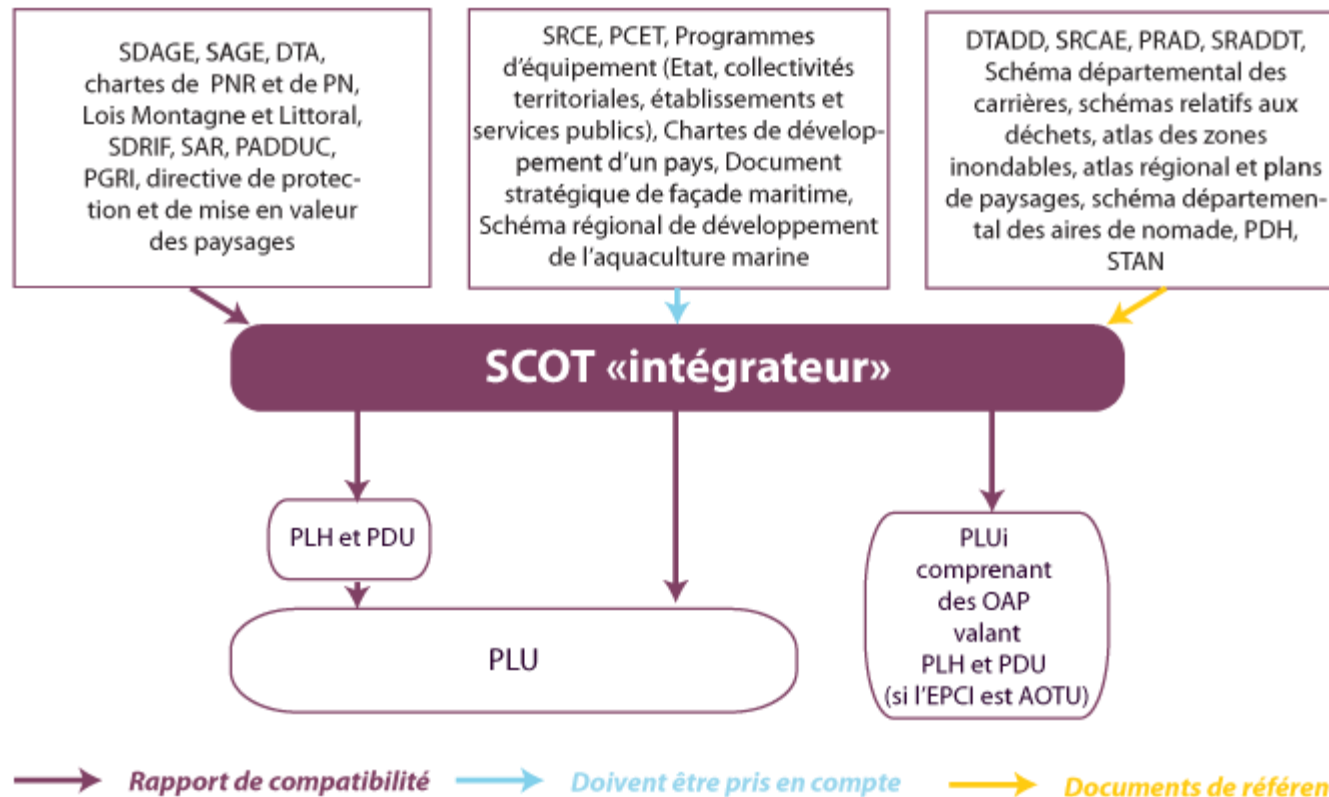 SDAGE, SAGE, DTA,
chartes de PNR et de PN,
Lois Montagne et Littoral,
SDRIF, SAR, PADDUC,
PGRI, directive de protec-
tion et de mise en valeur
des paysages
SRCE, PCET, Programmes
d'équipement (Etat, collectivités
territoriales, établissements et
services publics), Chartes de dévelop-
pement d'un pays, Document
stratégique de façade maritime,
Schéma régional de développement
de l'aquaculture marine
DTADD, SRCAE, PRAD, SRADDT,
Schéma départemental des
carrières, schémas relatifs aux
déchets, atlas des zones
inondables, atlas régional et plans
de paysages, schéma départemen-
tal des aires de nomade, PDH,
STAN
SCOT «intégrateur»
PLH et PDU
PLU
PLUi
comprenant
des OAP
valant
PLH et PDU
(si l'EPCI est AOTU)
Rapport de compatibilité
Doivent être pris en compte
Documents de référen